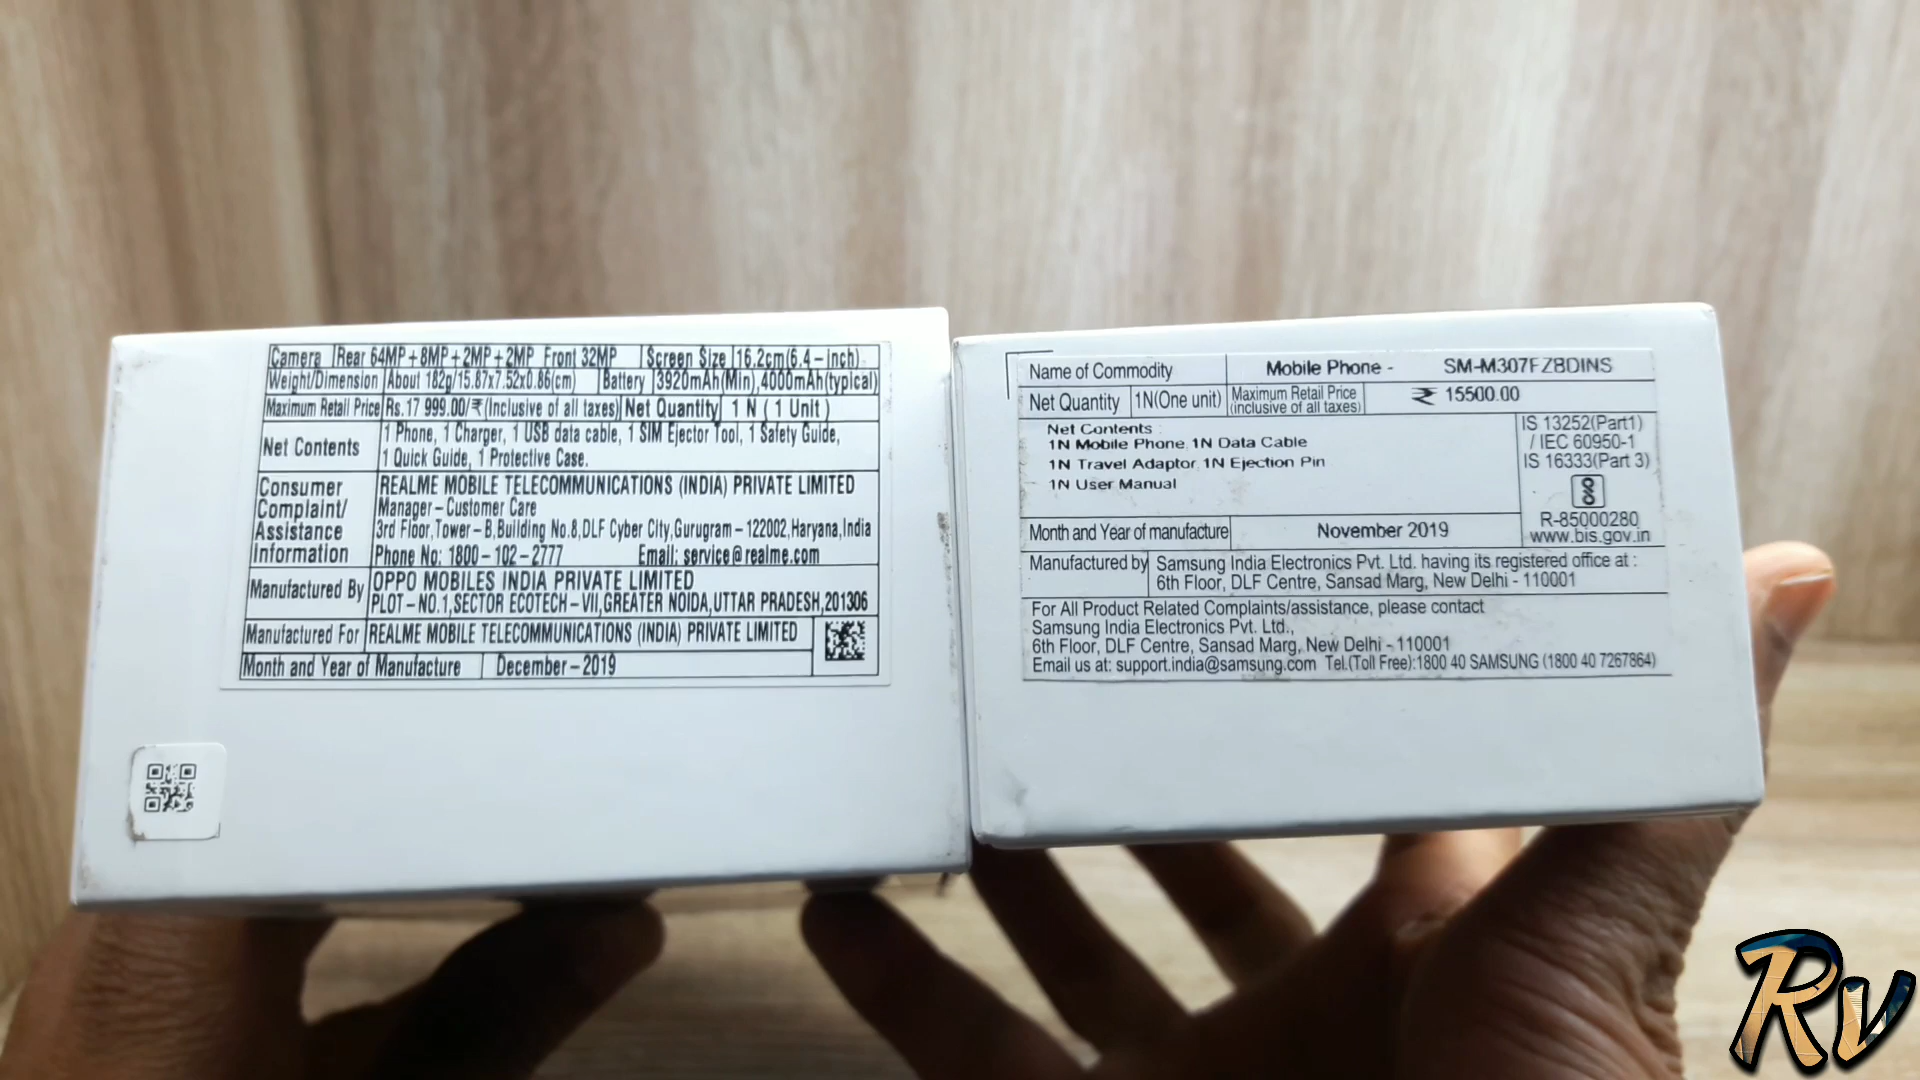 Camera Rear 64MP+8MP+2MP+2MP Front 32MP Screen Size 16.2cm(6.4-inch)
Weight/Dimension About 182g/15.87x7.52x0.86(cm) Battery 3920mAh(Min),4000mAh(typical)
Maximum Retail Price Rs.17 999.00/₹(Inclusive of all taxes) Net Quantity 1 N ( 1 Unit )
Net Contents
1 Phone, 1 Charger, 1 USB data cable, 1 SIM Ejector Tool, 1 Safety Guide,
1 Quick Guide, 1 Protective Case.
Consumer
Complaint/
Assistance
Information
REALME MOBILE TELECOMMUNICATIONS (INDIA) PRIVATE LIMITED
Manager-Customer Care
3rd Floor,Tower-B,Building No.8,DLF Cyber City,Gurugram-122002,Haryana,India
Phone No: 1800-102-2777 Email: service@realme.com
Manufactured By
OPPO MOBILES INDIA PRIVATE LIMITED
PLOT-NO.1,SECTOR ECOTECH-VII,GREATER NOIDA,UTTAR PRADESH,201306
Manufactured For REALME MOBILE TELECOMMUNICATIONS (INDIA) PRIVATE LIMITED
Month and Year of Manufacture December-2019
Name of Commodity Mobile Phone - SM-M307FZBDINS
Net Quantity 1N(One unit) Maximum Retail Price
(inclusive of all taxes)
₹ 15500.00
Net Contents :
1N Mobile Phone, 1N Data Cable
1N Travel Adaptor, 1N Ejection Pin
1N User Manual
IS 13252(Part1)
/ IEC 60950-1
IS 16333(Part 3)
R-85000280
www.bis.gov.in
Month and Year of manufacture November 2019
Manufactured by Samsung India Electronics Pvt. Ltd. having its registered office at :
6th Floor, DLF Centre, Sansad Marg, New Delhi - 110001
For All Product Related Complaints/assistance, please contact
Samsung India Electronics Pvt. Ltd.,
6th Floor, DLF Centre, Sansad Marg, New Delhi - 110001
Email us at: support.india@samsung.com Tel.(Toll Free):1800 40 SAMSUNG (1800 40 7267864)
Rv